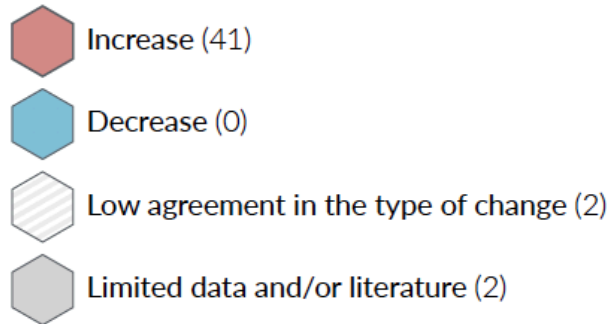 Increase (41)
Decrease (0)
Low agreement in the type of change (2)
Limited data and/or literature (2)